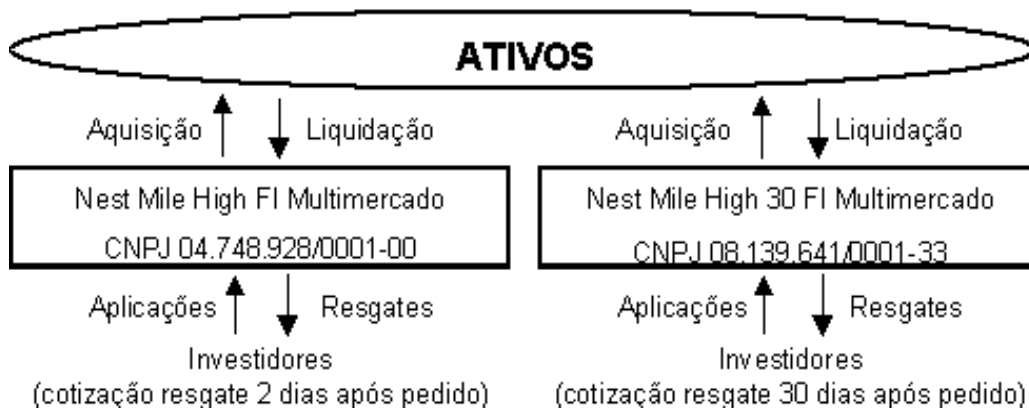 ATIVOS
Aquisição Liquidação Aquisição Liquidação
Nest Mile High FI Multimercado
CNPJ 04.748.928/0001-00
Nest Mile High 30 FI Multimercado
CNPJ 08.139.641/0001-33
Aplicações Resgates Aplicações Resgates
Investidores
(cotização resgate 2 dias após pedido)
Investidores
(cotização resgate 30 dias após pedido)